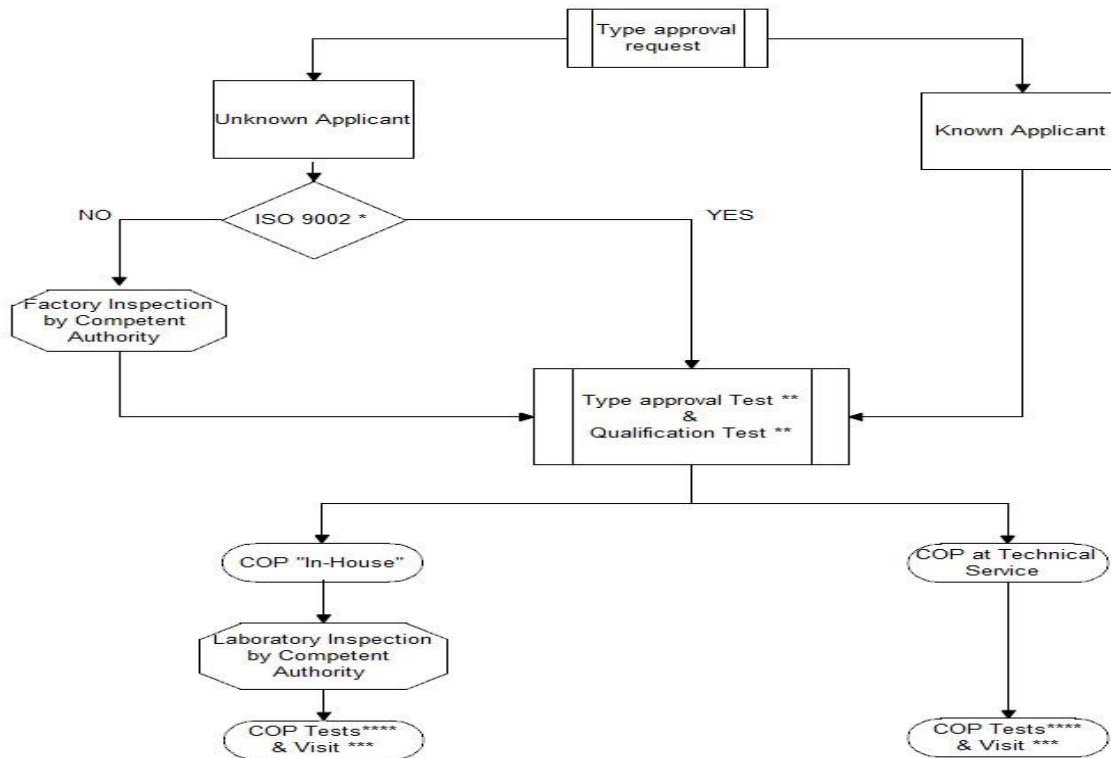 Type approval
request
Unknown Applicant
Known Applicant
ISO 9002 *
NO
YES
Factory Inspection
by Competent
Authority
Type approval Test **
&
Qualification Test **
COP "In-House"
COP at Technical
Service
Laboratory Inspection
by Competent
Authority
COP Tests****
& Visit ***
COP Tests****
& Visit ***